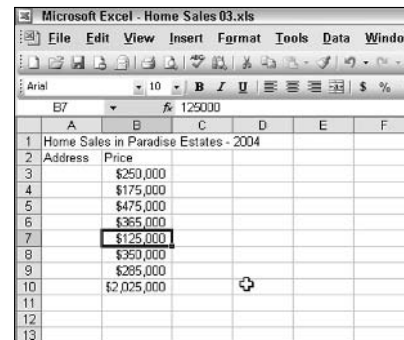 Microsoft Excel - Home Sales 03.xls
File Edit View Insert Format Tools Data Windo
Arial 10 B I U $ %
B7 fx 125000
A B C D E F
1 Home Sales in Paradise Estates - 2004
2 Address Price
3 $250,000
4 $175,000
5 $475,000
6 $365,000
7 $125,000
8 $350,000
9 $285,000
10 $2,025,000
11
12
13